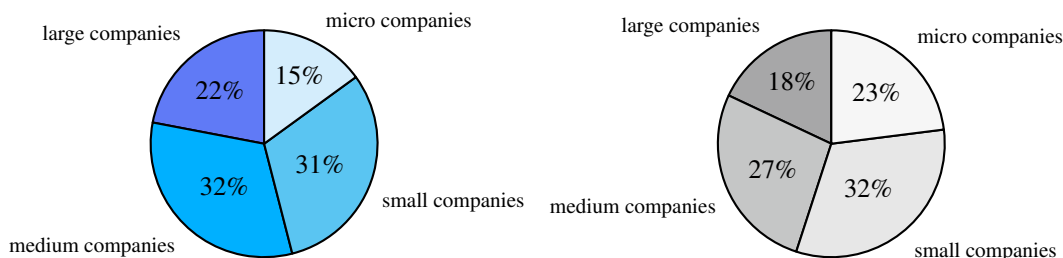 large companies
micro companies
15%
22%
31%
32%
small companies
medium companies
large companies
micro companies
18%
23%
27%
32%
medium companies
small companies